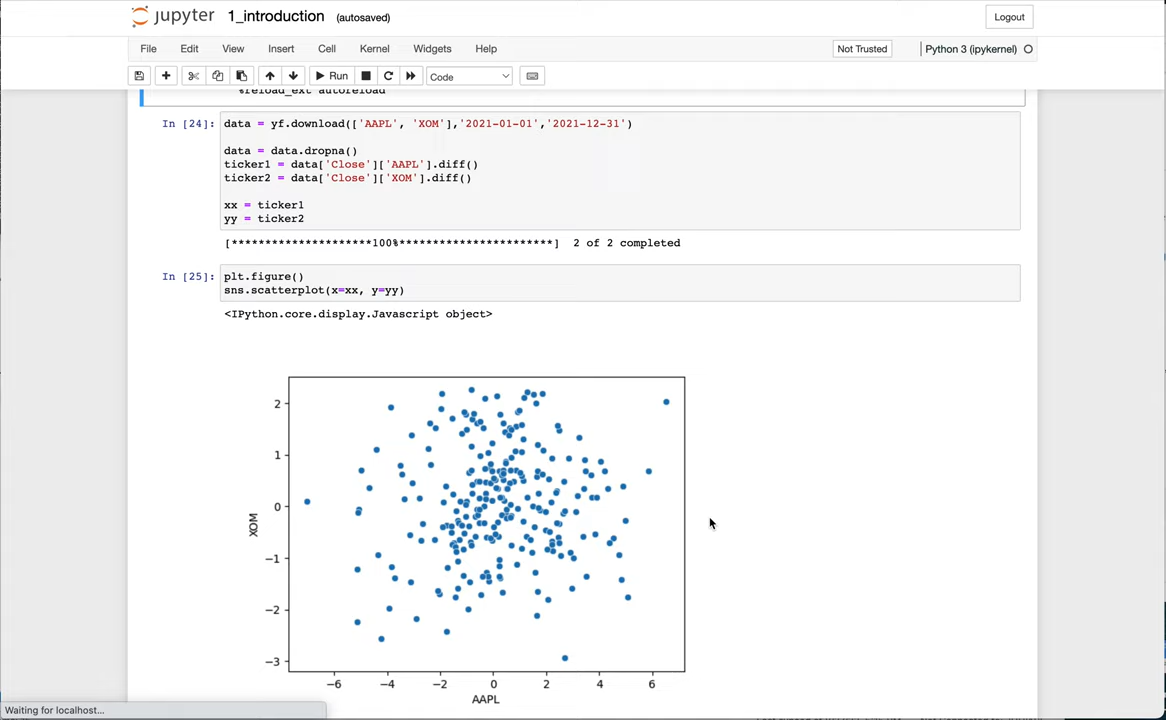 jupyter 1_introduction (autosaved) Logout
File Edit View Insert Cell Kernel Widgets Help Not Trusted Python 3 (ipykernel)
Run Code
%reload_ext autoreload
In [24]: data = yf.download(['AAPL', 'XOM'],'2021-01-01','2021-12-31')
data = data.dropna()
ticker1 = data['Close']['AAPL'].diff()
ticker2 = data['Close']['XOM'].diff()
xx = ticker1
yy = ticker2
[*********************100%***********************]  2 of 2 completed
In [25]: plt.figure()
sns.scatterplot(x=xx, y=yy)
<IPython.core.display.Javascript object>
2
1
0
−1
−2
−3
XOM
−6 −4 −2 0 2 4 6
AAPL
Waiting for localhost...